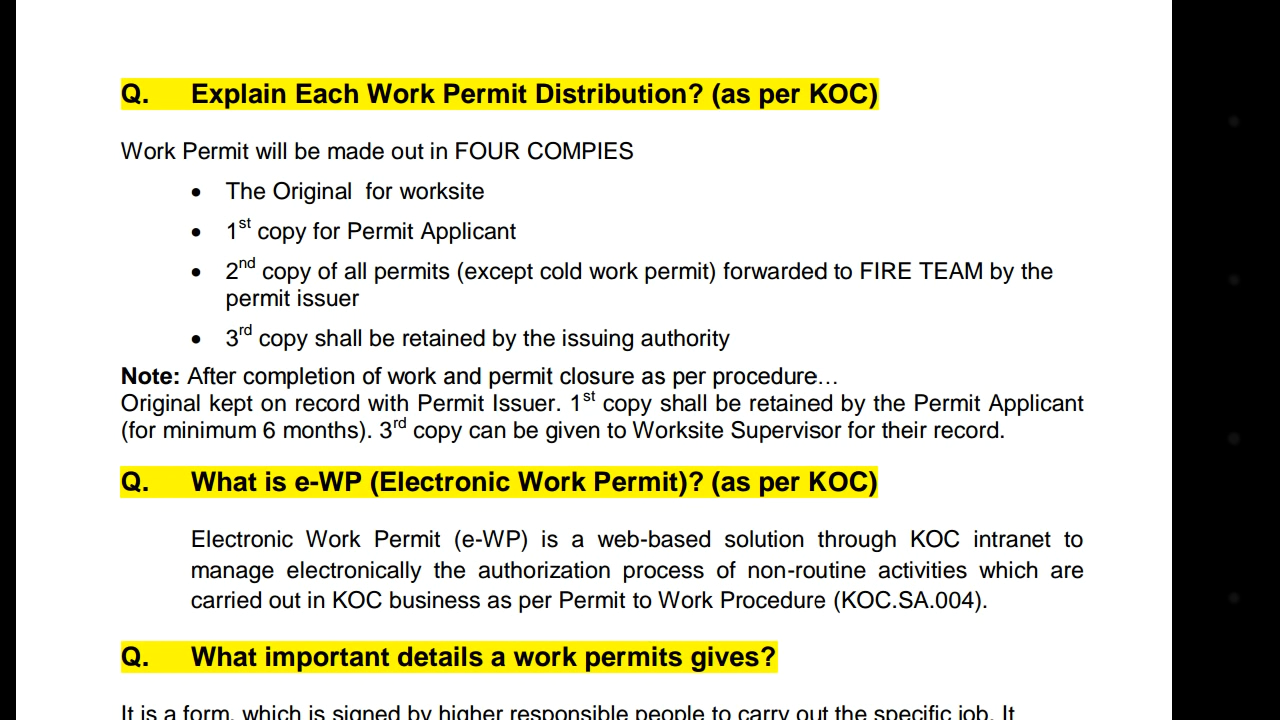 Q. Explain Each Work Permit Distribution? (as per KOC)
Work Permit will be made out in FOUR COMPIES
• The Original for worksite
• 1st copy for Permit Applicant
• 2nd copy of all permits (except cold work permit) forwarded to FIRE TEAM by the
permit issuer
• 3rd copy shall be retained by the issuing authority
Note: After completion of work and permit closure as per procedure…
Original kept on record with Permit Issuer. 1st copy shall be retained by the Permit Applicant
(for minimum 6 months). 3rd copy can be given to Worksite Supervisor for their record.
Q. What is e-WP (Electronic Work Permit)? (as per KOC)
Electronic Work Permit (e-WP) is a web-based solution through KOC intranet to
manage electronically the authorization process of non-routine activities which are
carried out in KOC business as per Permit to Work Procedure (KOC.SA.004).
Q. What important details a work permits gives?
It is a form, which is signed by higher responsible people to carry out the specific job. It